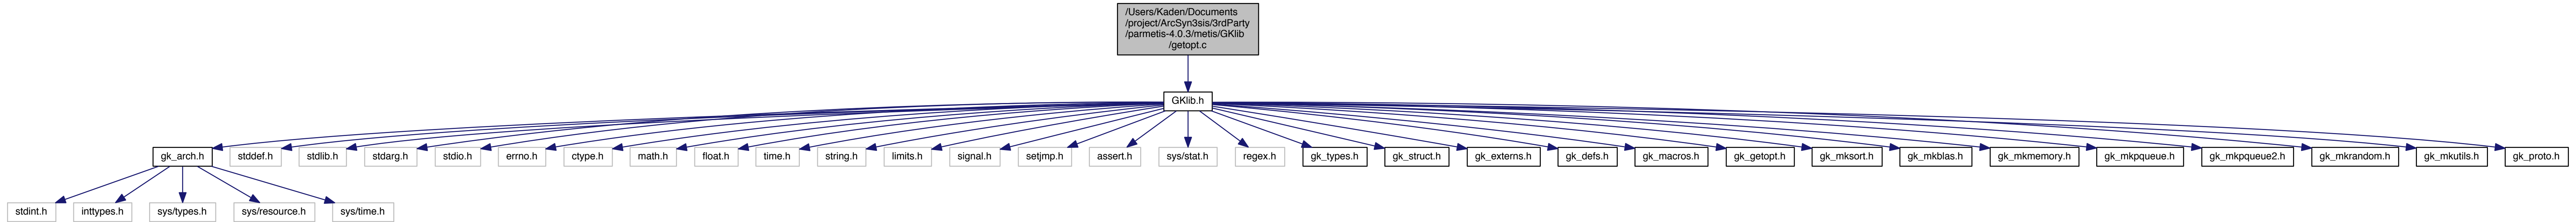 /Users/Kaden/Documents
/project/ArcSyn3sis/3rdParty
/parmetis-4.0.3/metis/GKlib
/getopt.c
GKlib.h
gk_arch.h
stddef.h
stdlib.h
stdarg.h
stdio.h
errno.h
ctype.h
math.h
float.h
time.h
string.h
limits.h
signal.h
setjmp.h
assert.h
sys/stat.h
regex.h
gk_types.h
gk_struct.h
gk_externs.h
gk_defs.h
gk_macros.h
gk_getopt.h
gk_mksort.h
gk_mkblas.h
gk_mkmemory.h
gk_mkpqueue.h
gk_mkpqueue2.h
gk_mkrandom.h
gk_mkutils.h
gk_proto.h
stdint.h
inttypes.h
sys/types.h
sys/resource.h
sys/time.h